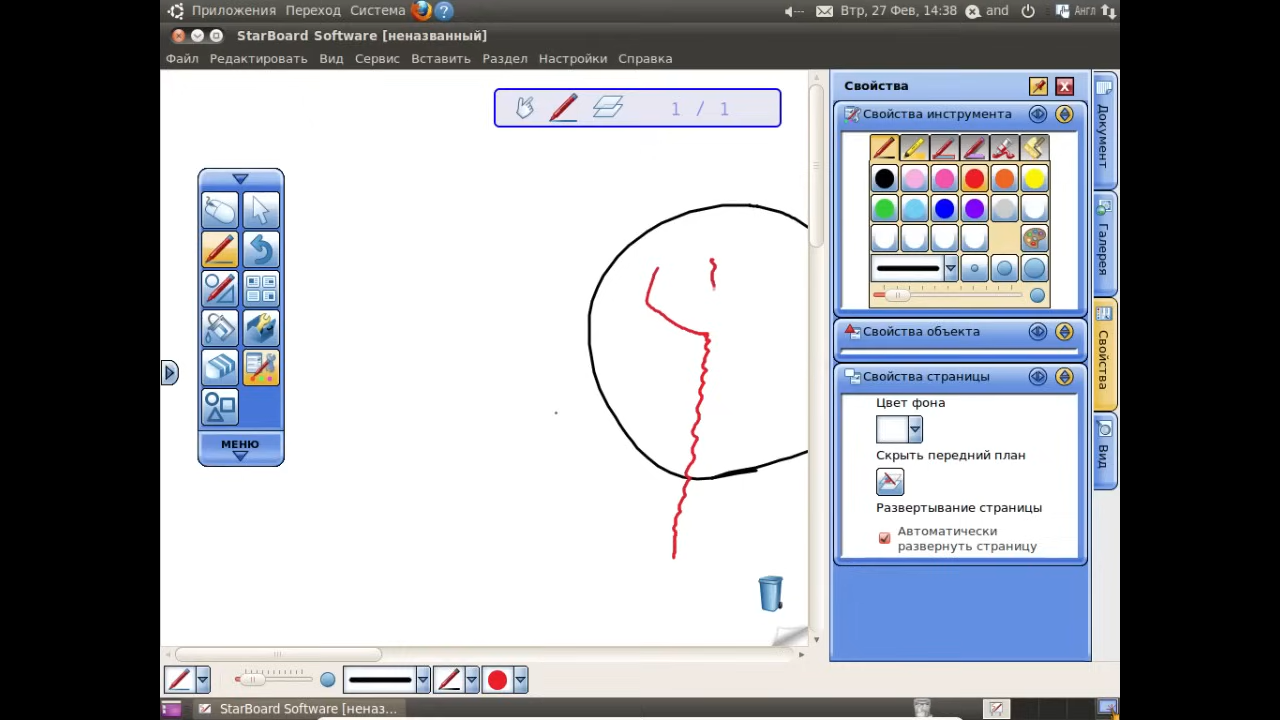 Приложения Переход Система Втр, 27 Фев, 14:38 and Англ
StarBoard Software [неназванный]
Файл Редактировать Вид Сервис Вставить Раздел Настройки Справка
1 / 1
МЕНЮ
Свойства
Свойства инструмента
Свойства объекта
Свойства страницы
Цвет фона
Скрыть передний план
Развертывание страницы
Автоматически
развернуть страницу
Документ
Галерея
Свойства
Вид
StarBoard Software [неназ...